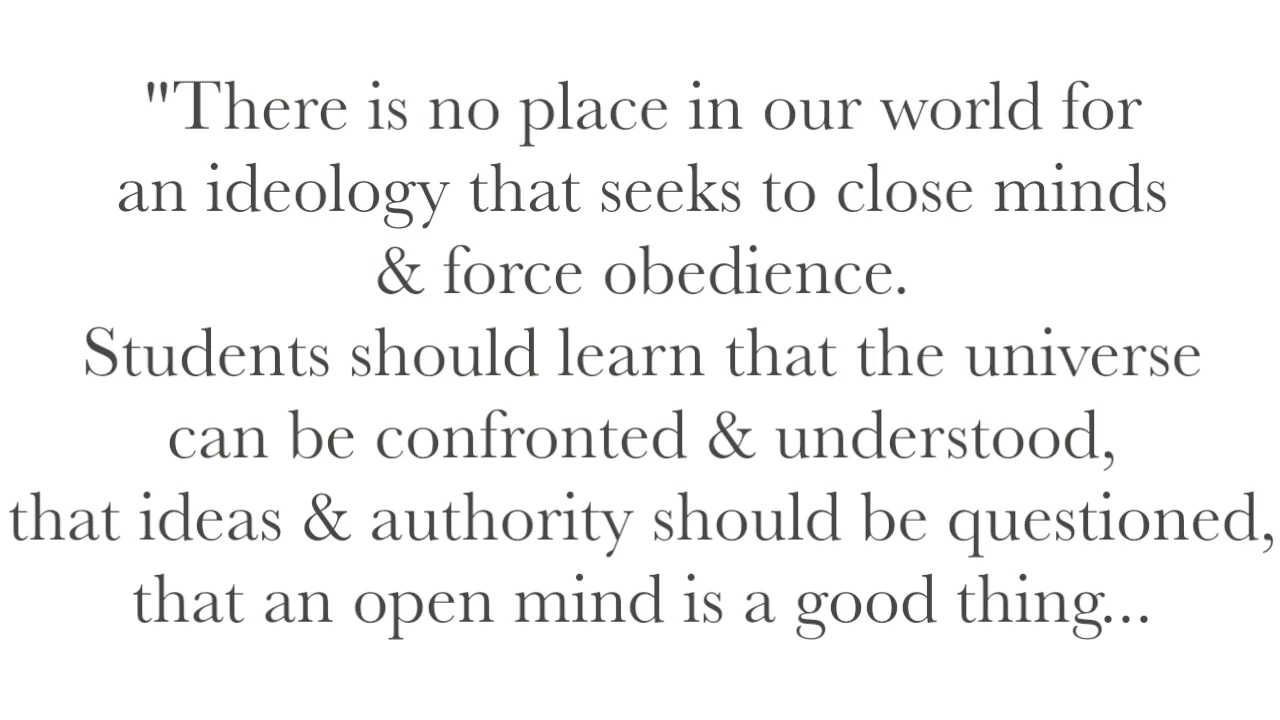 "There is no place in our world for
an ideology that seeks to close minds
& force obedience.
Students should learn that the universe
can be confronted & understood,
that ideas & authority should be questioned,
that an open mind is a good thing...